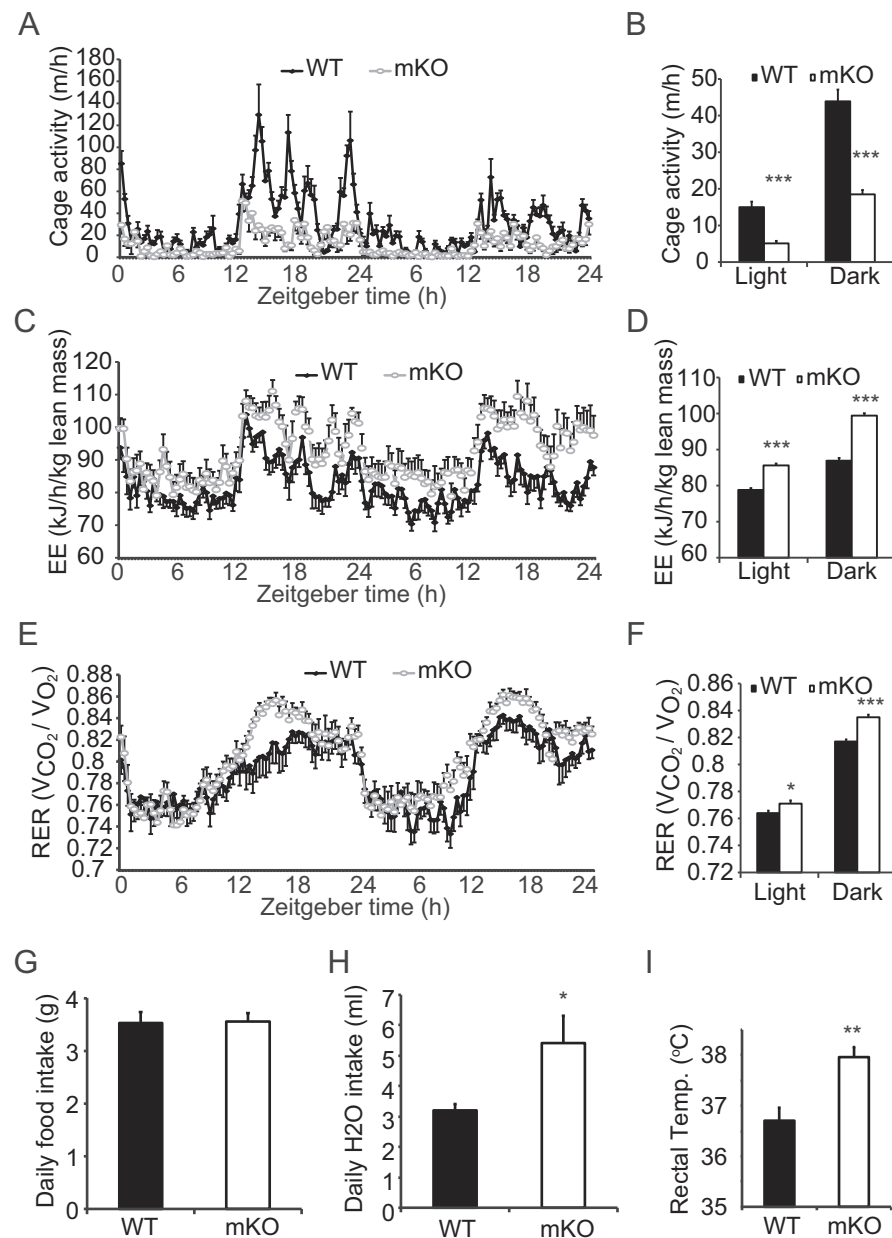 A
Cage activity (m/h)
180
160
140
120
100
80
60
40
20
0
WT mKO
0 6 12 18 24 6 12 18 24
Zeitgeber time (h)
B
Cage activity (m/h)
50
40
30
20
10
0
WT mKO
***
***
Light Dark
C
EE (kJ/h/kg lean mass)
120
110
100
90
80
70
60
WT mKO
0 6 12 18 24 6 12 18 24
Zeitgeber time (h)
D
EE (kJ/h/kg lean mass)
110
100
90
80
70
60
WT mKO
***
***
Light Dark
E
RER (VCO2 / VO2)
0.88
0.84
0.82
0.8
0.76
0.74
0.7
WT mKO
0 6 12 18 24 6 12 18 24
Zeitgeber time (h)
F
RER (VCO2 / VO2)
0.86
0.84
0.82
0.8
0.78
0.76
0.74
0.72
WT mKO
*
***
Light Dark
G
Daily food intake (g)
4
3
2
1
0
WT mKO
H
Daily H2O intake (ml)
7
6
5
4
3
2
1
0
*
WT mKO
I
Rectal Temp. (ºC)
38
37
36
35
**
WT mKO